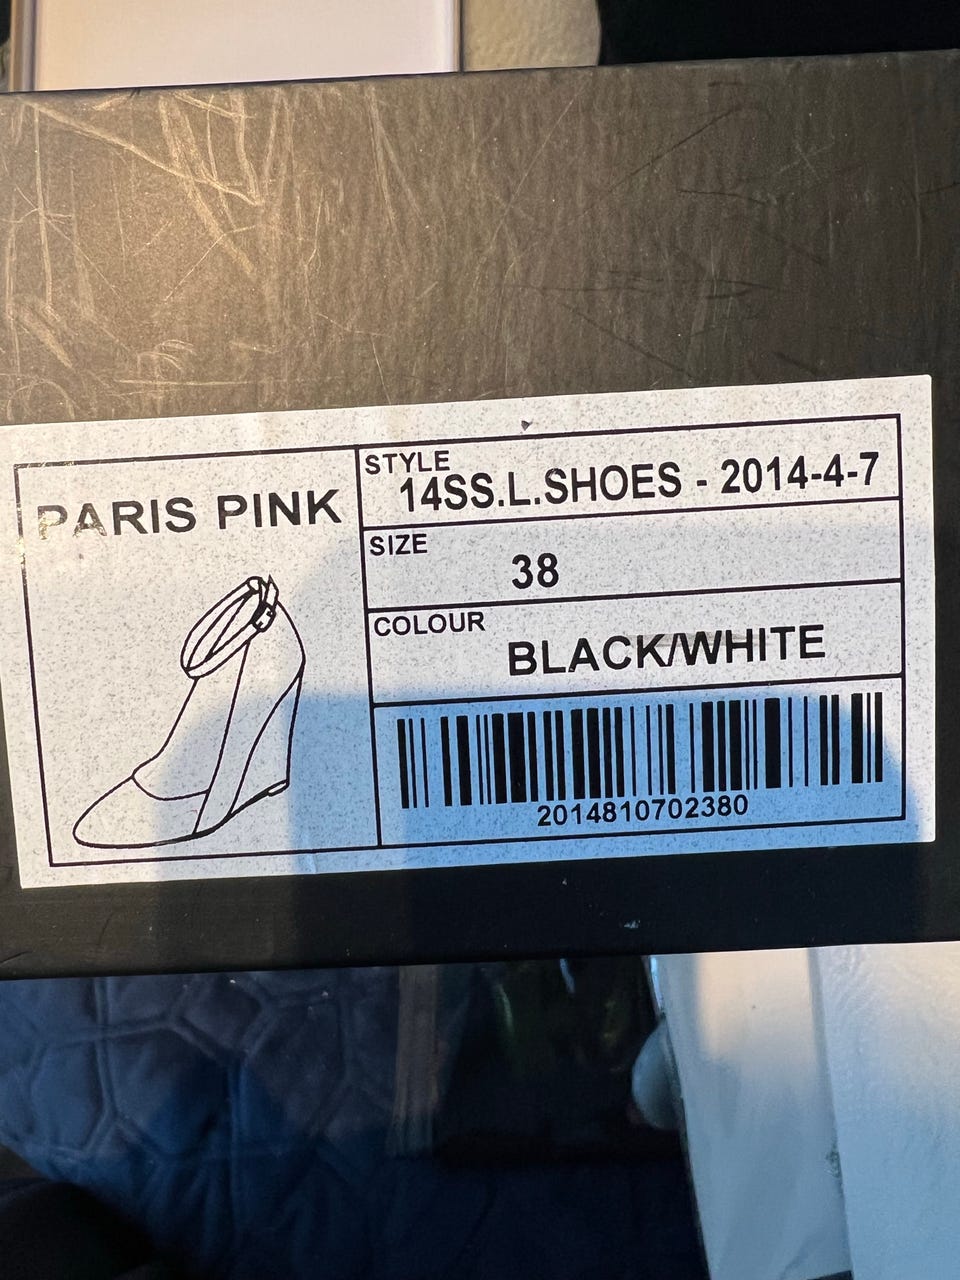 PARIS PINK
STYLE
14SS.L.SHOES - 2014-4-7
SIZE
38
COLOUR
BLACK/WHITE
2014810702380